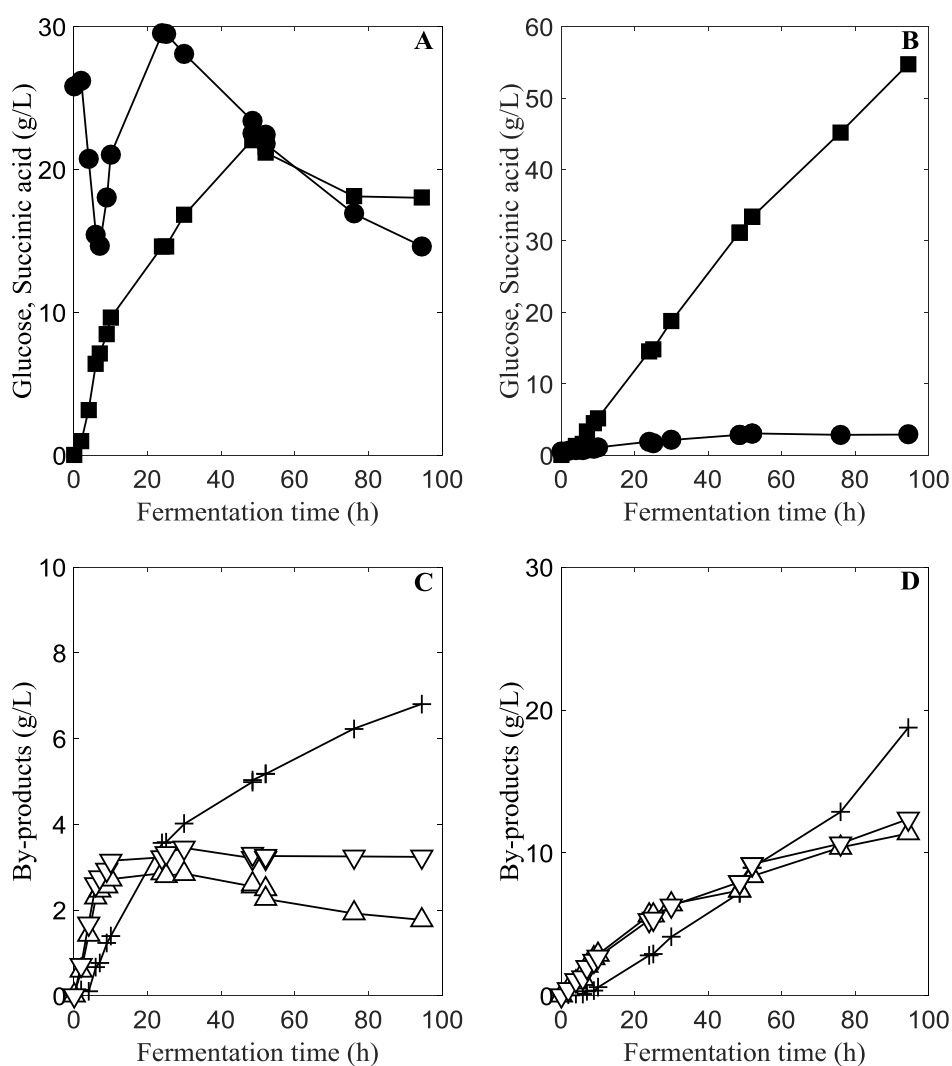 A
Glucose, Succinic acid (g/L)
30
20
10
0
0 20 40 60 80 100
Fermentation time (h)
B
Glucose, Succinic acid (g/L)
60
50
40
30
20
10
0
0 20 40 60 80 100
Fermentation time (h)
C
By-products (g/L)
10
8
6
4
2
0
0 20 40 60 80 100
Fermentation time (h)
D
By-products (g/L)
30
20
10
0
0 20 40 60 80 100
Fermentation time (h)